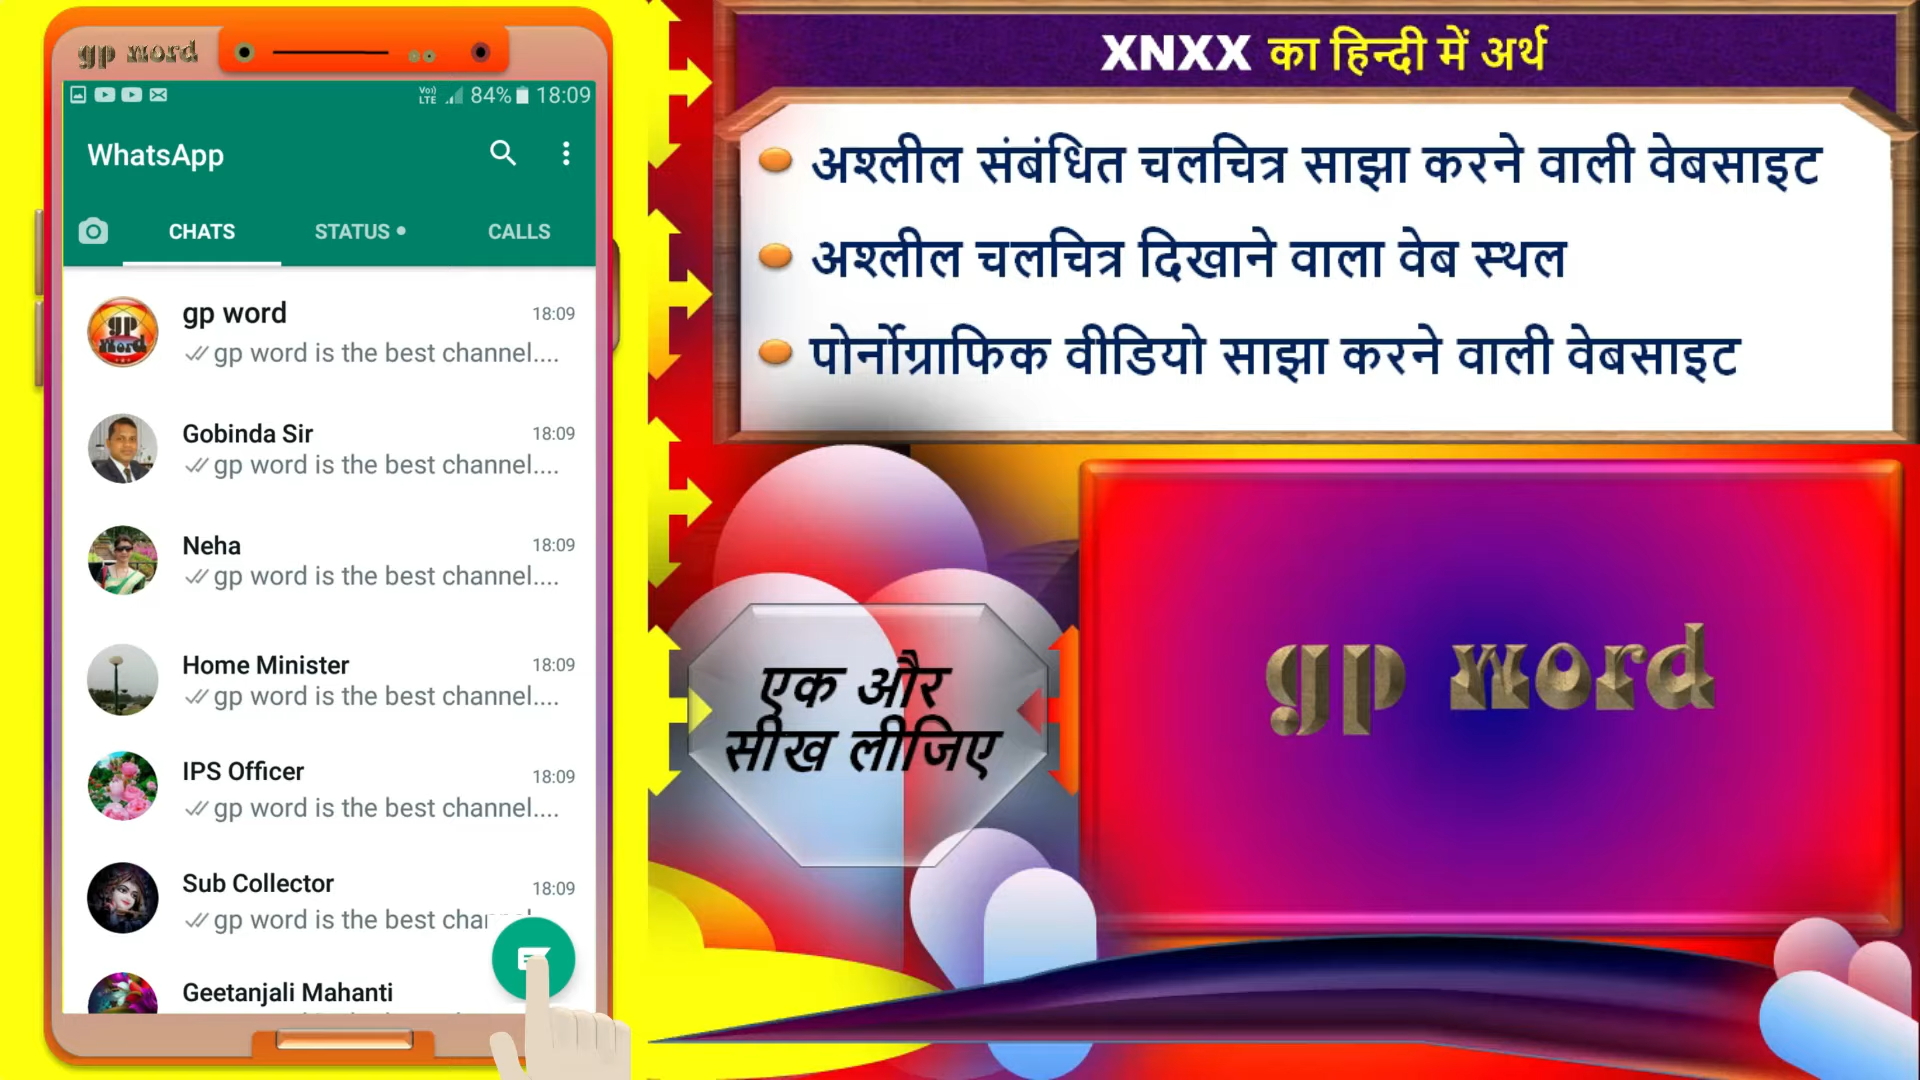 gp word
VoI) LTE 84% 18:09
WhatsApp
CHATS STATUS CALLS
gp word 18:09
gp word is the best channel....
Gobinda Sir 18:09
gp word is the best channel....
Neha 18:09
gp word is the best channel....
Home Minister 18:09
gp word is the best channel....
IPS Officer 18:09
gp word is the best channel....
Sub Collector 18:09
gp word is the best
Geetanjali Mahanti
XNXX का हिन्दी में अर्थ
अश्लील संबंधित चलचित्र साझा करने वाली वेबसाइट
अश्लील चलचित्र दिखाने वाला वेब स्थल
पोर्नोग्राफिक वीडियो साझा करने वाली वेबसाइट
एक और
सीख लीजिए
gp word